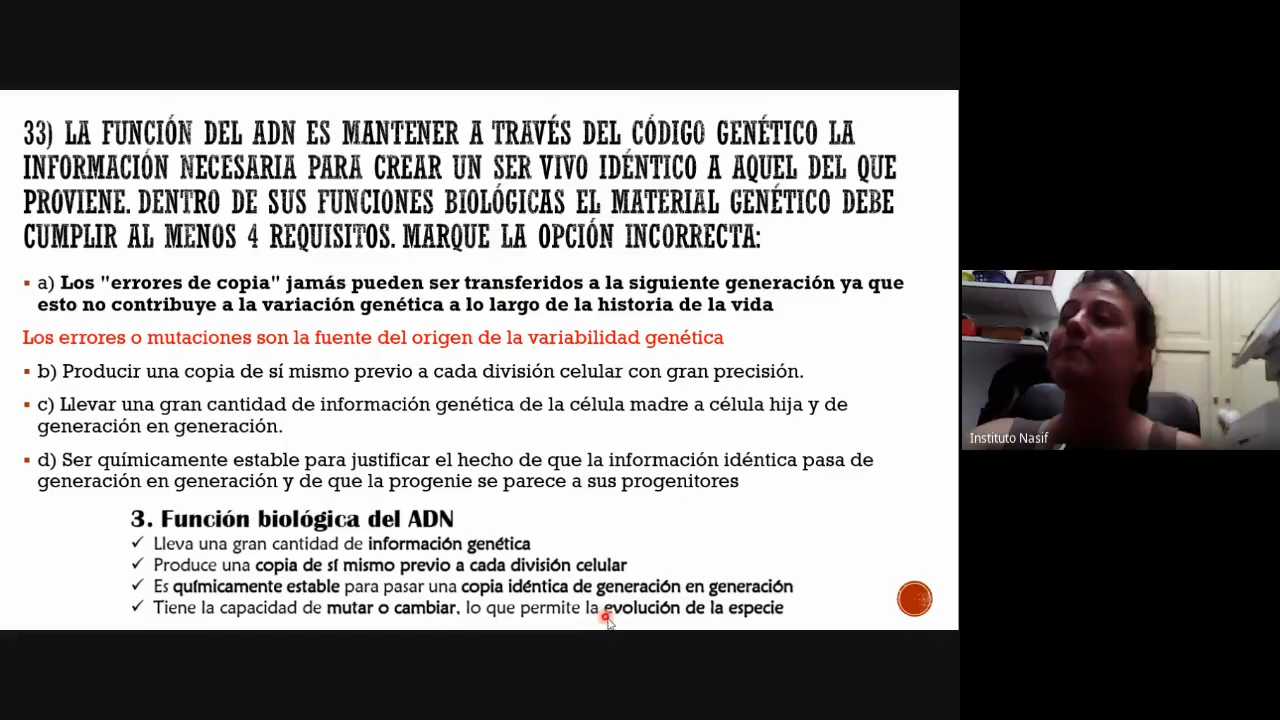 33) LA FUNCIÓN DEL ADN ES MANTENER A TRAVÉS DEL CÓDIGO GENÉTICO LA
INFORMACIÓN NECESARIA PARA CREAR UN SER VIVO IDÉNTICO A AQUEL DEL QUE
PROVIENE. DENTRO DE SUS FUNCIONES BIOLÓGICAS EL MATERIAL GENÉTICO DEBE
CUMPLIR AL MENOS 4 REQUISITOS. MARQUE LA OPCIÓN INCORRECTA:
▪ a) Los "errores de copia" jamás pueden ser transferidos a la siguiente generación ya que
esto no contribuye a la variación genética a lo largo de la historia de la vida
Los errores o mutaciones son la fuente del origen de la variabilidad genética
▪ b) Producir una copia de sí mismo previo a cada división celular con gran precisión.
▪ c) Llevar una gran cantidad de información genética de la célula madre a célula hija y de
generación en generación.
▪ d) Ser químicamente estable para justificar el hecho de que la información idéntica pasa de
generación en generación y de que la progenie se parece a sus progenitores
3. Función biológica del ADN
✓ Lleva una gran cantidad de información genética
✓ Produce una copia de sí mismo previo a cada división celular
✓ Es químicamente estable para pasar una copia idéntica de generación en generación
✓ Tiene la capacidad de mutar o cambiar, lo que permite la evolución de la especie
Instituto Nasif